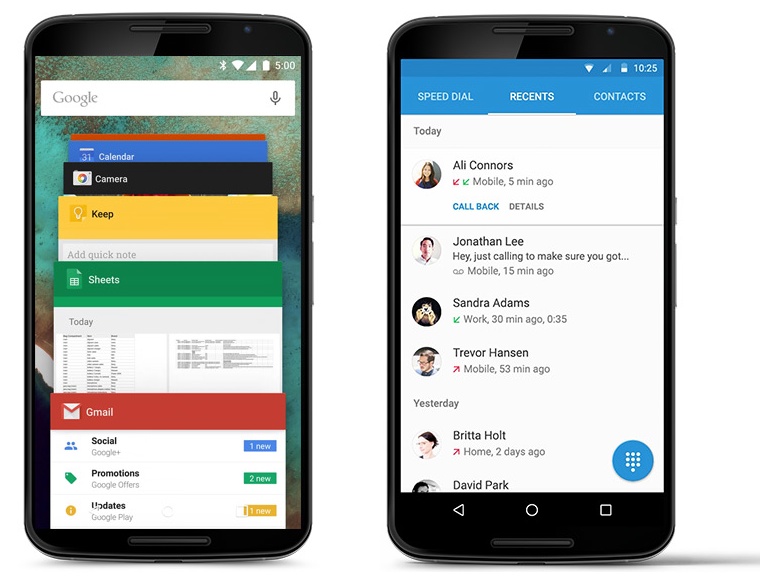 5:00
Google
31 Calendar
Camera
Keep
Add quick note
Sheets
Today
Gmail
Social
Google+
1 new
Promotions
Google Offers
2 new
Updates
Google Play
1 new
10:25
SPEED DIAL RECENTS CONTACTS
Today
Ali Connors
Mobile, 5 min ago
CALL BACK DETAILS
Jonathan Lee
Hey, just calling to make sure you got...
Mobile, 15 min ago
Sandra Adams
Work, 30 min ago, 0:35
Trevor Hansen
Mobile, 53 min ago
Yesterday
Britta Holt
Home, 2 days ago
David Park